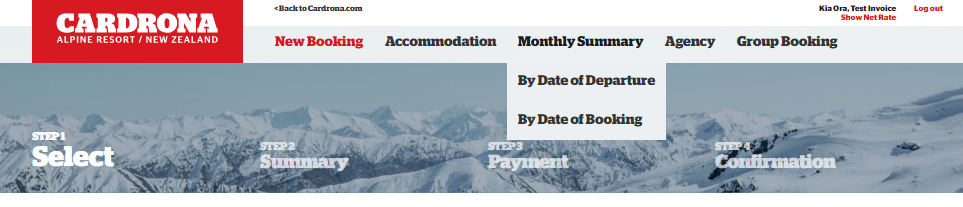 CARDRONA
ALPINE RESORT / NEW ZEALAND
<Back to Cardrona.com
Kia Ora, Test Invoice
Log out
Show Net Rate
New Booking
Accommodation
Monthly Summary
Agency
Group Booking
By Date of Departure
By Date of Booking
STEP 1
Select
STEP 2
Summary
STEP 3
Payment
STEP 4
Confirmation